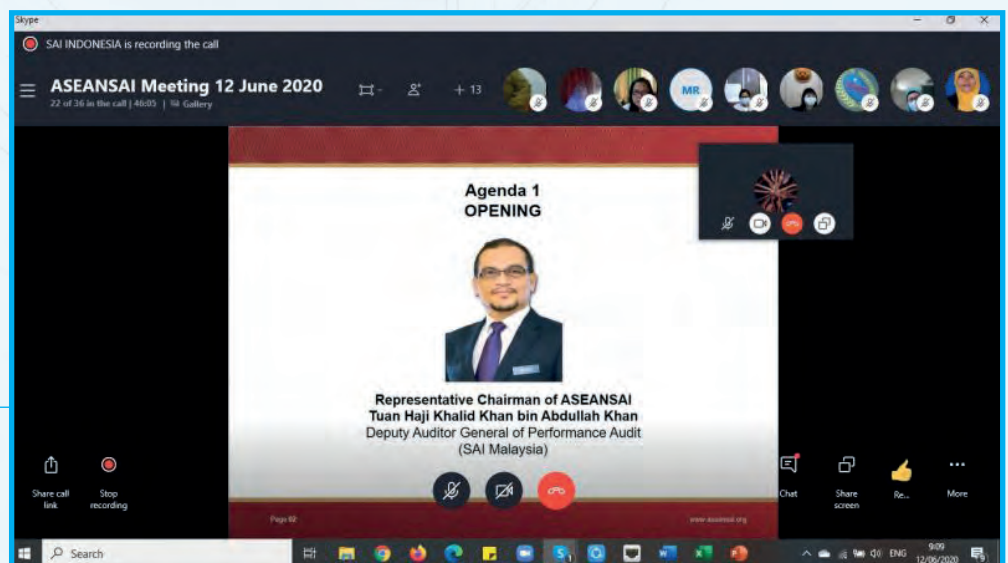 Skype
SAI INDONESIA is recording the call
ASEANSAI Meeting 12 June 2020
22 of 36 in the call | 46:05 | Gallery
+ 13
MR
Agenda 1
OPENING
Representative Chairman of ASEANSAI
Tuan Haji Khalid Khan bin Abdullah Khan
Deputy Auditor General of Performance Audit
(SAI Malaysia)
Share call
link
Stop
recording
Chat
Share
screen
Re...
More
Page 02
www.aseansai.org
Search
ENG
9:09
12/06/2020